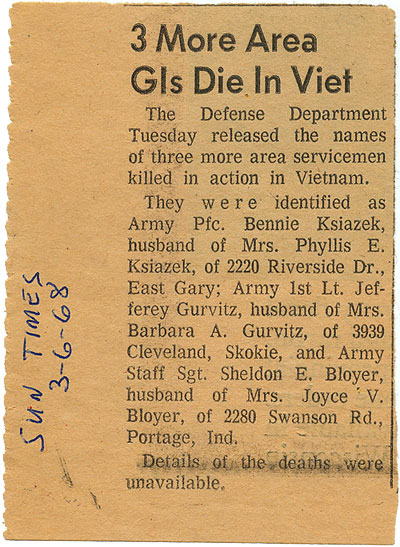 3 More Area
GIs Die In Viet
The Defense Department
Tuesday released the names
of three more area servicemen
killed in action in Vietnam.
They were identified as
Army Pfc. Bennie Ksiazek,
husband of Mrs. Phyllis E.
Ksiazek, of 2220 Riverside Dr.,
East Gary; Army 1st Lt. Jef-
ferey Gurvitz, husband of Mrs.
Barbara A. Gurvitz, of 3939
Cleveland, Skokie, and Army
Staff Sgt. Sheldon E. Bloyer,
husband of Mrs. Joyce V.
Bloyer, of 2280 Swanson Rd.,
Portage, Ind.
Details of the deaths were
unavailable.
SUN TIMES
3-6-68